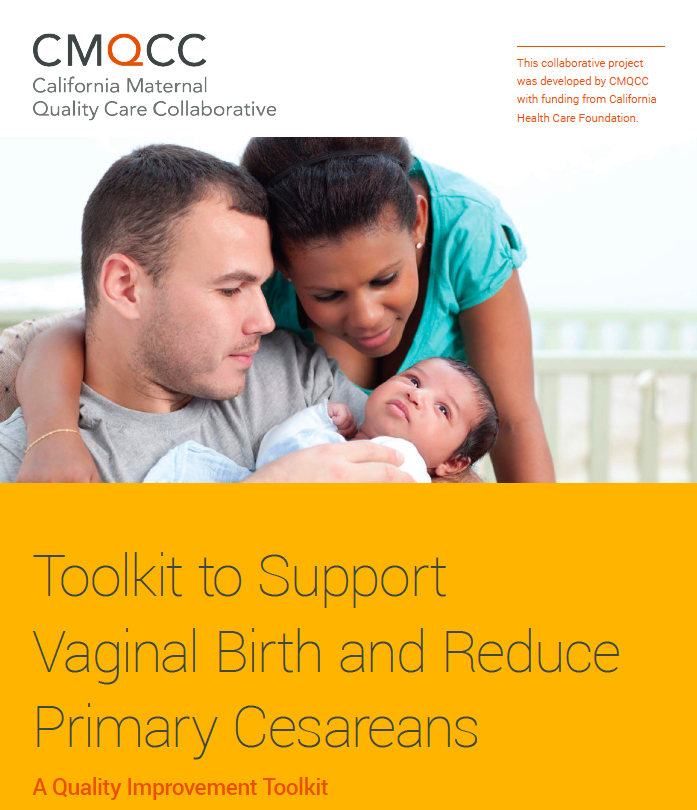 CMQCC
California Maternal
Quality Care Collaborative
This collaborative project
was developed by CMQCC
with funding from California
Health Care Foundation.
Toolkit to Support
Vaginal Birth and Reduce
Primary Cesareans
A Quality Improvement Toolkit